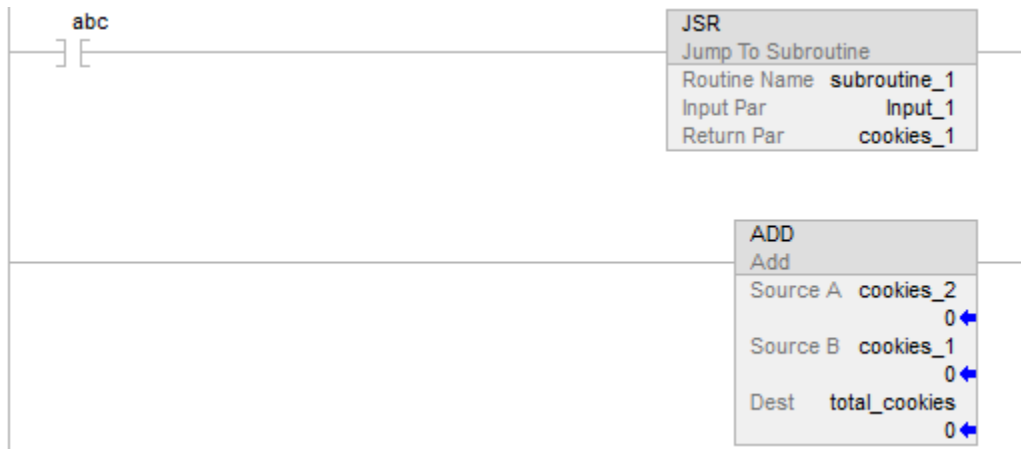 abc
JSR
Jump To Subroutine
Routine Name subroutine_1
Input Par Input_1
Return Par cookies_1
ADD
Add
Source A cookies_2
0
Source B cookies_1
0
Dest total_cookies
0